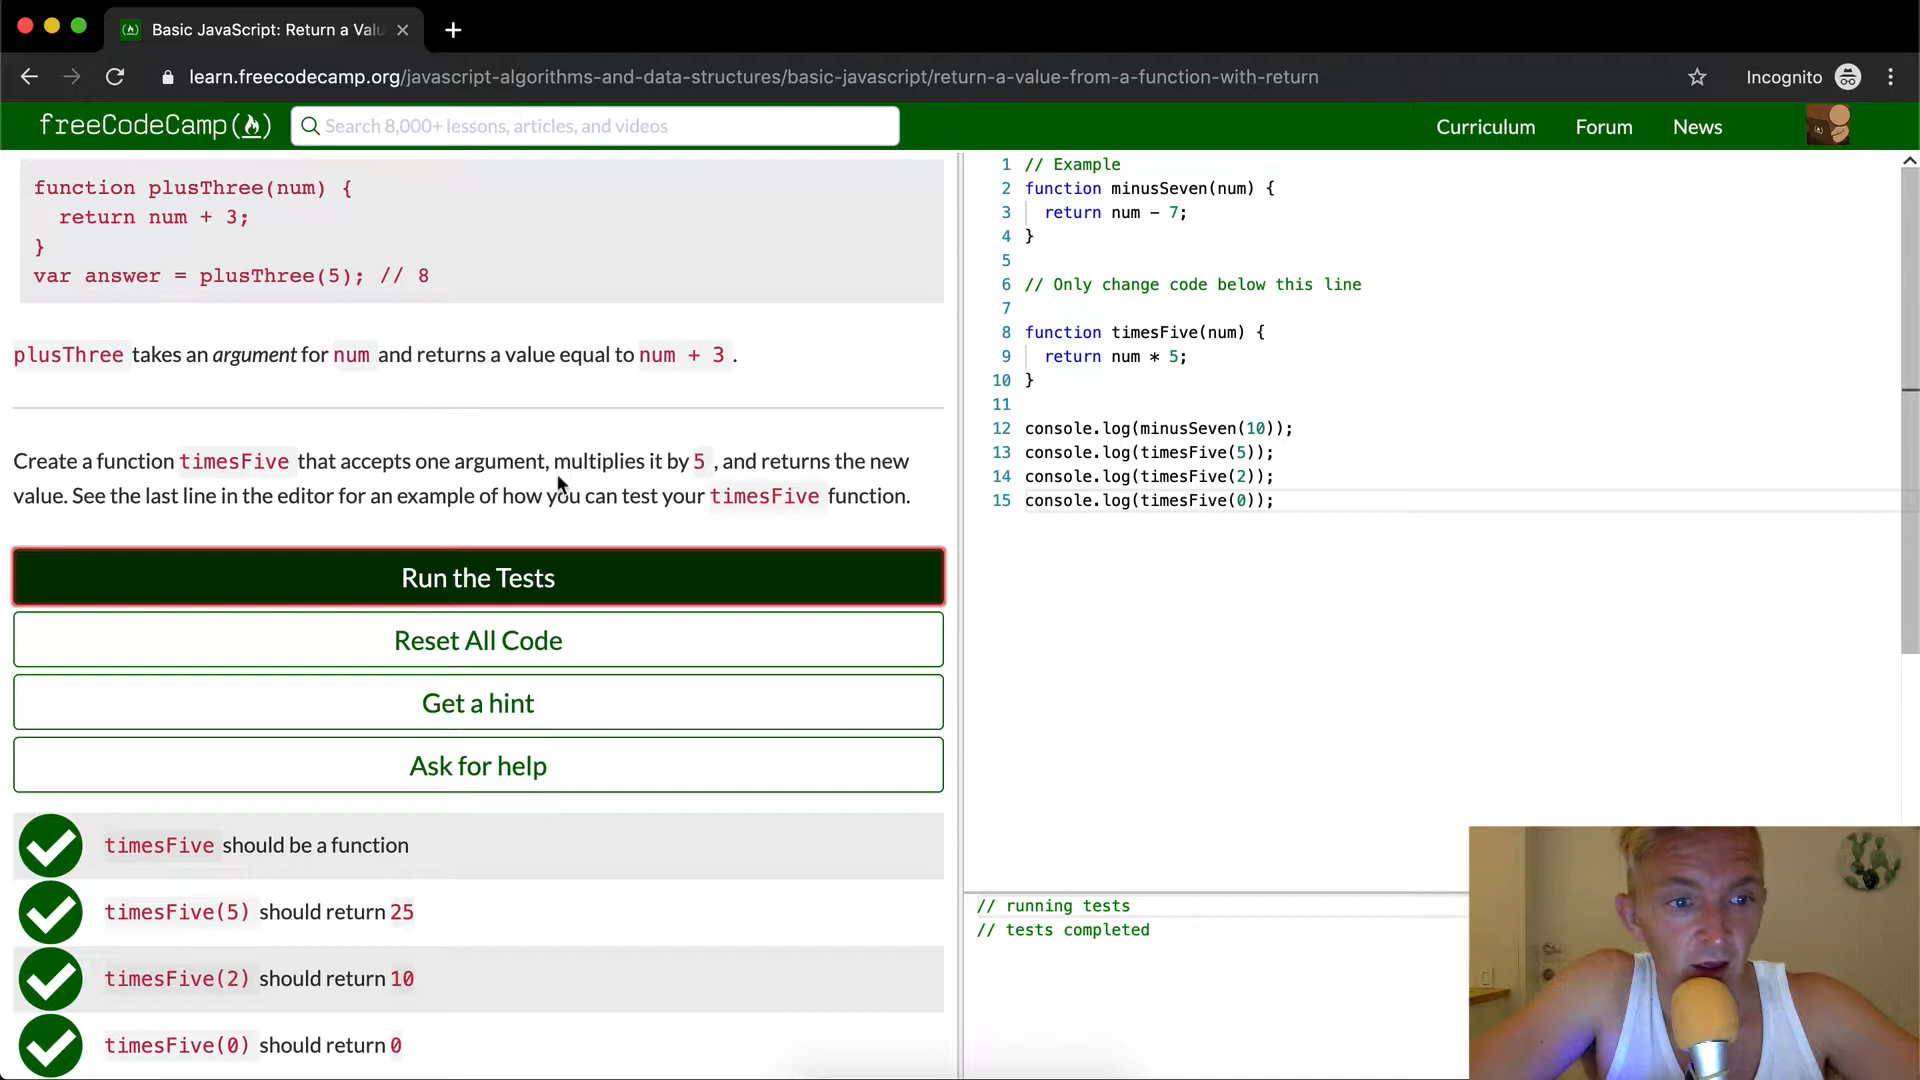 Basic JavaScript: Return a Valu
learn.freecodecamp.org/javascript-algorithms-and-data-structures/basic-javascript/return-a-value-from-a-function-with-return
Incognito
freeCodeCamp
Search 8,000+ lessons, articles, and videos
Curriculum Forum News
function plusThree(num) {
return num + 3;
}
var answer = plusThree(5); // 8
plusThree takes an argument for num and returns a value equal to num + 3 .
Create a function timesFive that accepts one argument, multiplies it by 5 , and returns the new
value. See the last line in the editor for an example of how you can test your timesFive function.
Run the Tests
Reset All Code
Get a hint
Ask for help
timesFive should be a function
timesFive(5) should return 25
timesFive(2) should return 10
timesFive(0) should return 0
1 // Example
2 function minusSeven(num) {
3 return num - 7;
4 }
5
6 // Only change code below this line
7
8 function timesFive(num) {
9 return num * 5;
10 }
11
12 console.log(minusSeven(10));
13 console.log(timesFive(5));
14 console.log(timesFive(2));
15 console.log(timesFive(0));
// running tests
// tests completed